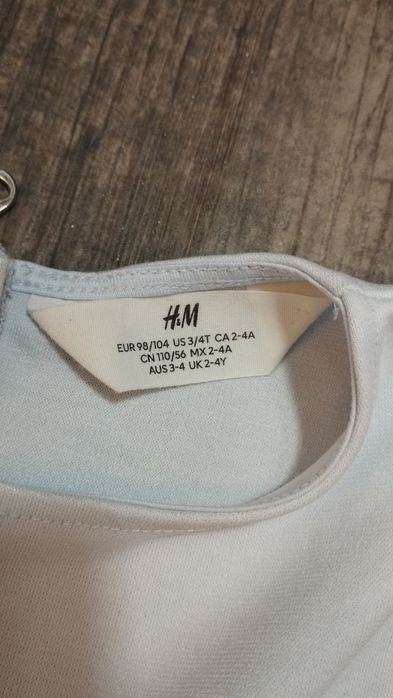 H&M
EUR 98/104 US 3/4T CA 2-4A
CN 110/56 MX 2-4A
AUS 3-4 UK 2-4Y